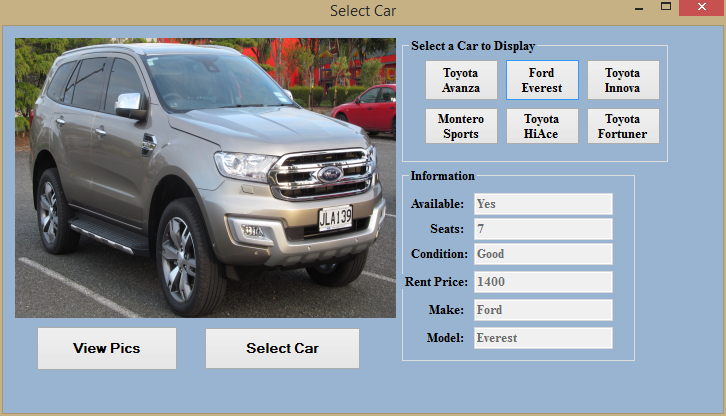 Select Car
Select a Car to Display
Toyota
Avanza
Ford
Everest
Toyota
Innova
Montero
Sports
Toyota
HiAce
Toyota
Fortuner
Ford
JLA139
Information
Available: Yes
Seats: 7
Condition: Good
Rent Price: 1400
Make: Ford
Model: Everest
View Pics
Select Car